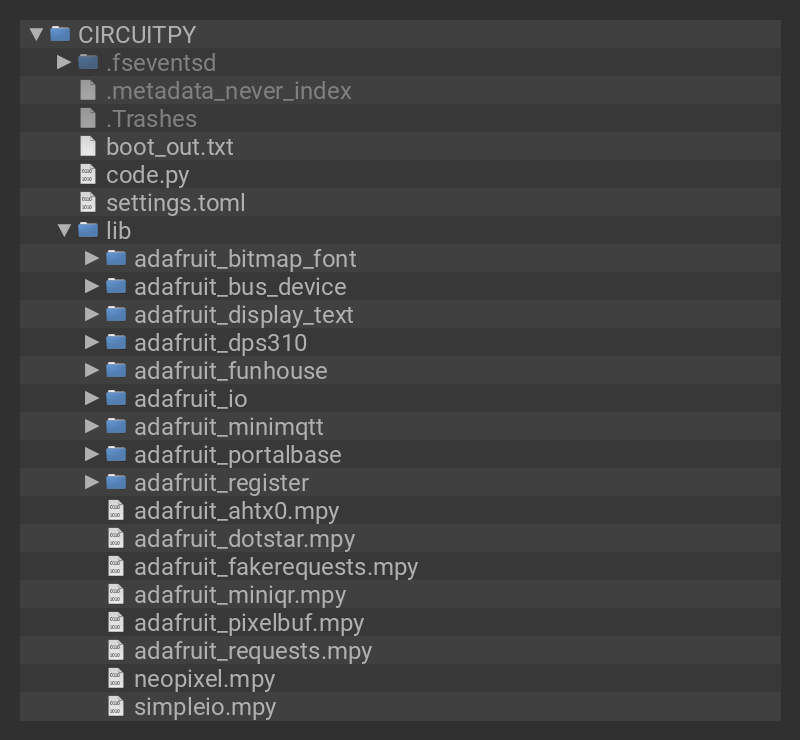 CIRCUITPY
.fseventsd
.metadata_never_index
.Trashes
boot_out.txt
code.py
settings.toml
lib
adafruit_bitmap_font
adafruit_bus_device
adafruit_display_text
adafruit_dps310
adafruit_funhouse
adafruit_io
adafruit_minimqtt
adafruit_portalbase
adafruit_register
adafruit_ahtx0.mpy
adafruit_dotstar.mpy
adafruit_fakerequests.mpy
adafruit_miniqr.mpy
adafruit_pixelbuf.mpy
adafruit_requests.mpy
neopixel.mpy
simpleio.mpy